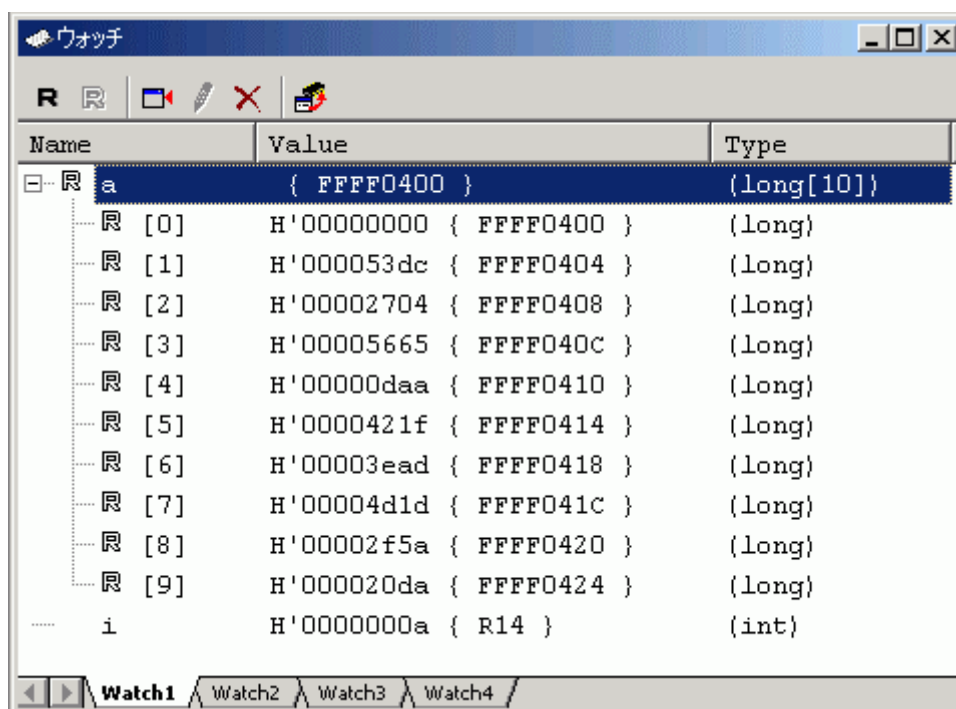 ウォッチ
R R
Name Value Type
R a { FFFF0400 } (long[10])
R [0] H'00000000 { FFFF0400 } (long)
R [1] H'000053dc { FFFF0404 } (long)
R [2] H'00002704 { FFFF0408 } (long)
R [3] H'00005665 { FFFF040C } (long)
R [4] H'00000daa { FFFF0410 } (long)
R [5] H'0000421f { FFFF0414 } (long)
R [6] H'00003ead { FFFF0418 } (long)
R [7] H'00004d1d { FFFF041C } (long)
R [8] H'00002f5a { FFFF0420 } (long)
R [9] H'000020da { FFFF0424 } (long)
i H'0000000a { R14 } (int)
Watch1 Watch2 Watch3 Watch4